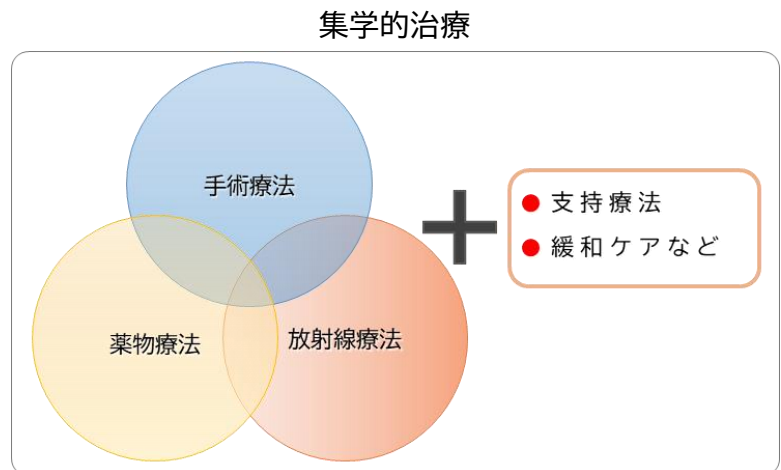 集学的治療
手術療法
薬物療法
放射線療法
支持療法
緩和ケアなど